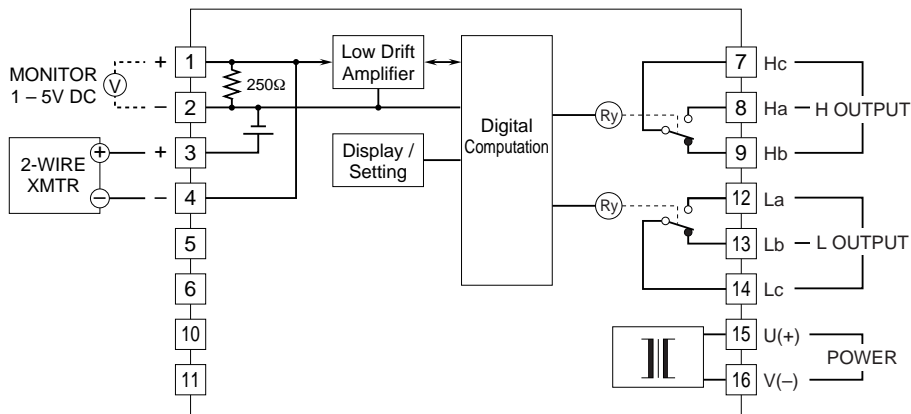 MONITOR
1 – 5V DC
V
+
–
1
2
250Ω
Low Drift
Amplifier
2-WIRE
XMTR
+
–
+
–
3
4
5
6
10
11
Display /
Setting
Digital
Computation
Ry
Ry
7 Hc
8 Ha H OUTPUT
9 Hb
12 La
13 Lb L OUTPUT
14 Lc
15 U(+)
POWER
16 V(–)